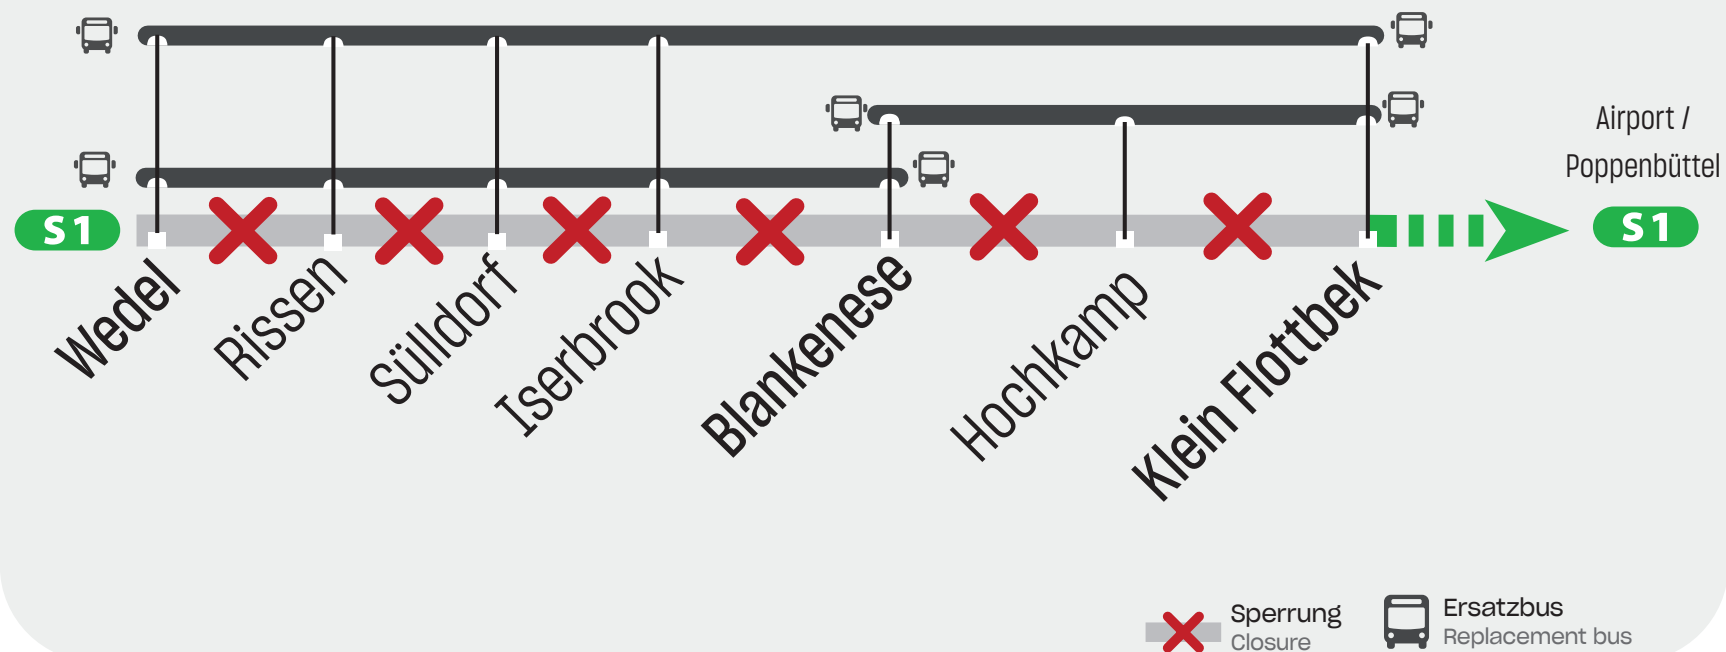 Airport /
Poppenbüttel
S1
S1
Wedel
Rissen
Sülldorf
Iserbrook
Blankenese
Hochkamp
Klein Flottbek
Sperrung
Closure
Ersatzbus
Replacement bus